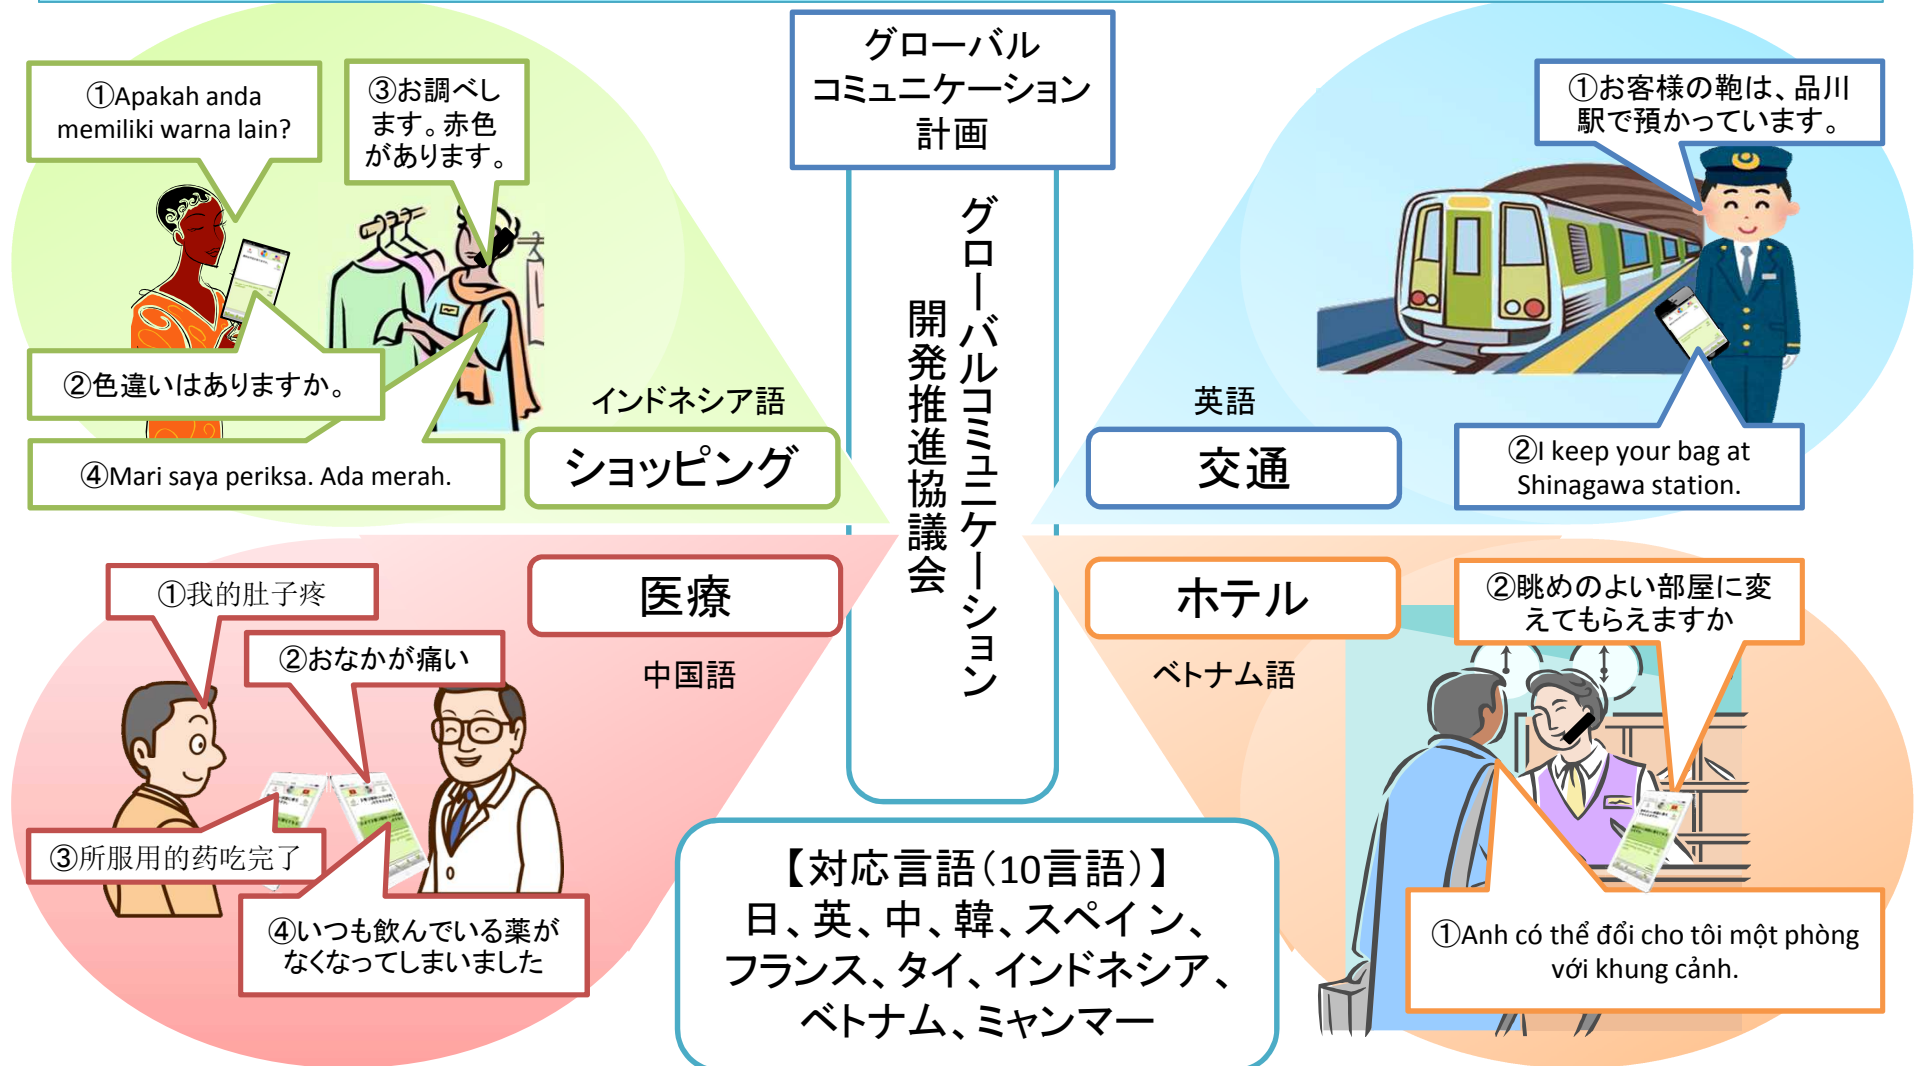 グローバル
コミュニケーション
計画
グローバルコミュニケーション
開発推進協議会
①Apakah anda
memiliki warna lain?
③お調べし
ます。赤色
があります。
②色違いはありますか。
④Mari saya periksa. Ada merah.
インドネシア語
ショッピング
①お客様の鞄は、品川
駅で預かっています。
英語
交通
②I keep your bag at
Shinagawa station.
医療
中国語
①我的肚子疼
②おなかが痛い
③所服用的药吃完了
④いつも飲んでいる薬が
なくなってしまいました
ホテル
ベトナム語
②眺めのよい部屋に変
えてもらえますか
①Anh có thể đổi cho tôi một phòng
với khung cảnh.
【対応言語（10言語）】
日、英、中、韓、スペイン、
フランス、タイ、インドネシア、
ベトナム、ミャンマー